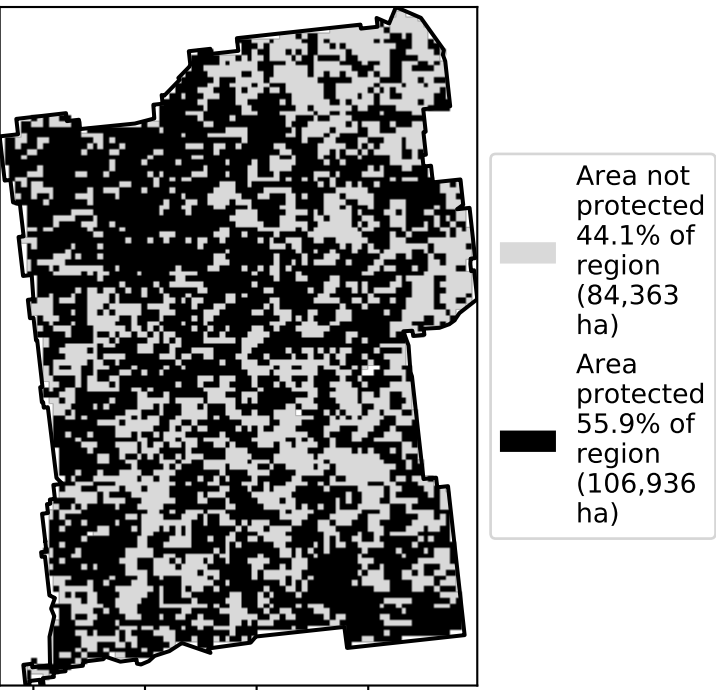 Area not
protected
44.1% of
region
(84,363
ha)
Area
protected
55.9% of
region
(106,936
ha)